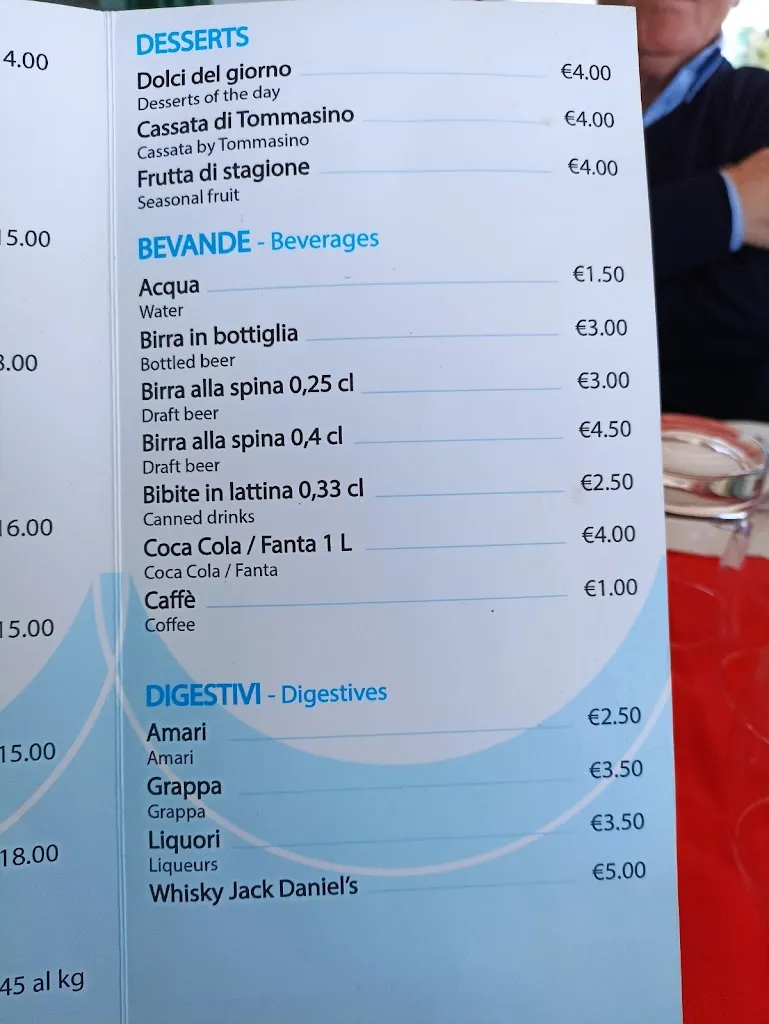 4.00
15.00
8.00
16.00
15.00
15.00
18.00
45 al kg
DESSERTS
Dolci del giorno €4.00
Desserts of the day
Cassata di Tommasino €4.00
Cassata by Tommasino
Frutta di stagione €4.00
Seasonal fruit
BEVANDE - Beverages
Acqua €1.50
Water
Birra in bottiglia €3.00
Bottled beer
Birra alla spina 0,25 cl €3.00
Draft beer
Birra alla spina 0,4 cl €4.50
Draft beer
Bibite in lattina 0,33 cl €2.50
Canned drinks
Coca Cola / Fanta 1 L €4.00
Coca Cola / Fanta
Caffè €1.00
Coffee
DIGESTIVI - Digestives
Amari €2.50
Amari
Grappa €3.50
Grappa
Liquori €3.50
Liqueurs
Whisky Jack Daniel's €5.00